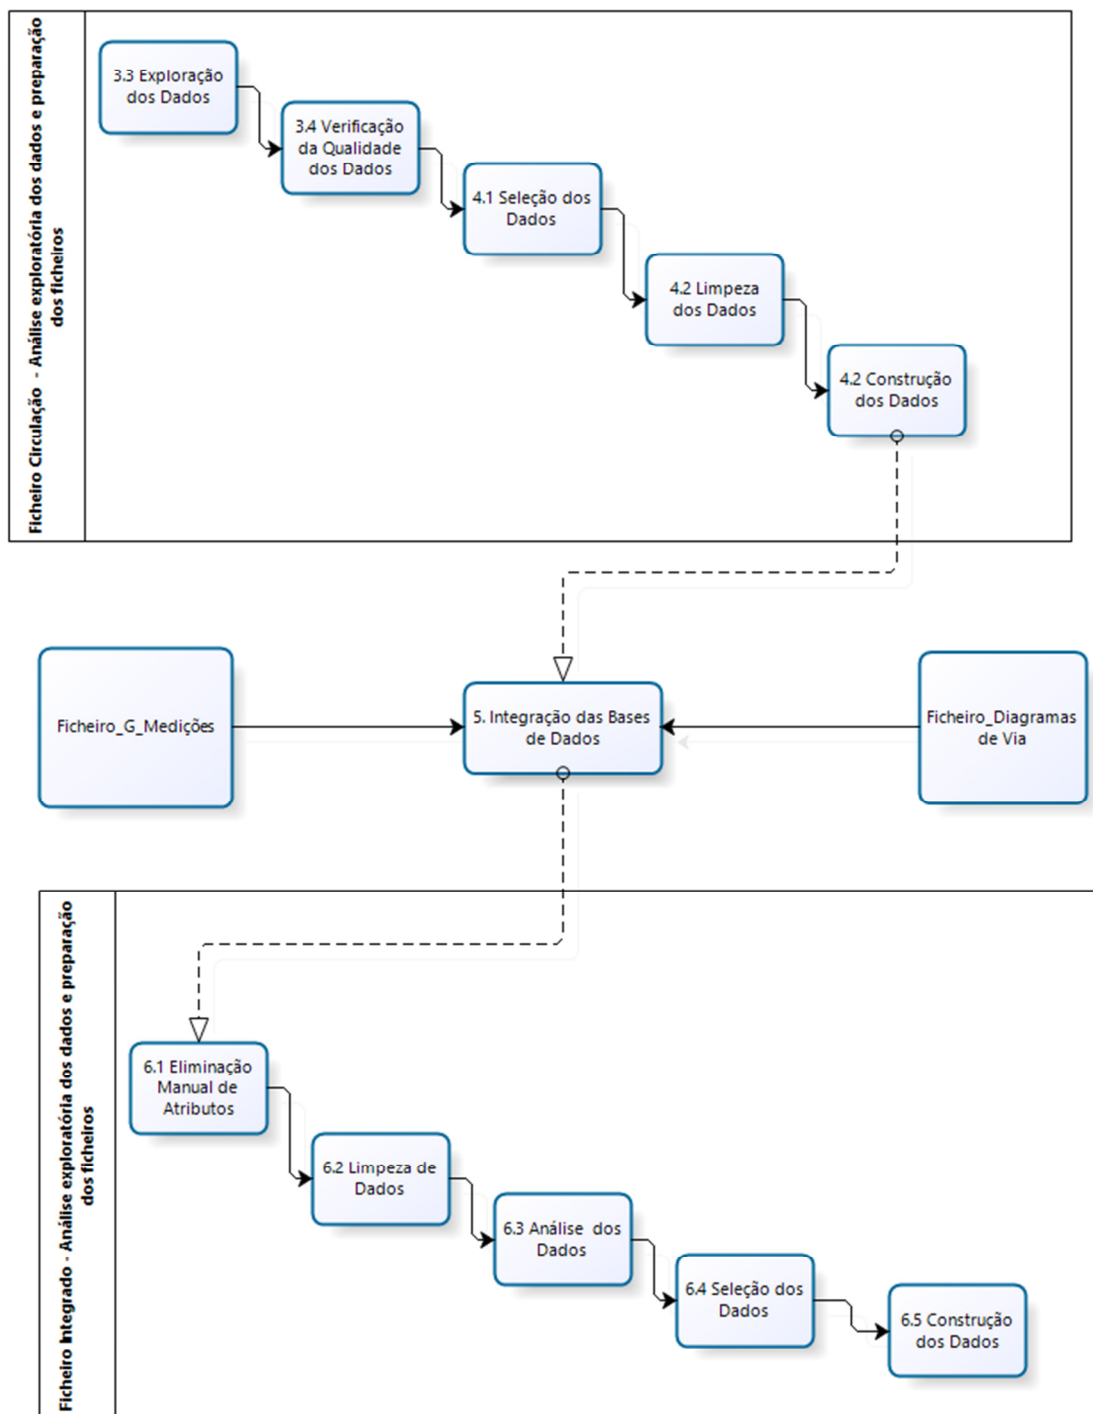 Ficheiro Circulação - Análise exploratória dos dados e preparação
dos ficheiros
3.3 Exploração
dos Dados
3.4 Verificação
da Qualidade
dos Dados
4.1 Seleção dos
Dados
4.2 Limpeza
dos Dados
4.2 Construção
dos Dados
Ficheiro_G_Medições
5. Integração das Bases
de Dados
Ficheiro_Diagramas
de Via
Ficheiro Integrado - Análise exploratória dos dados e preparação
dos ficheiros
6.1 Eliminação
Manual de
Atributos
6.2 Limpeza de
Dados
6.3 Análise dos
Dados
6.4 Seleção dos
Dados
6.5 Construção
dos Dados